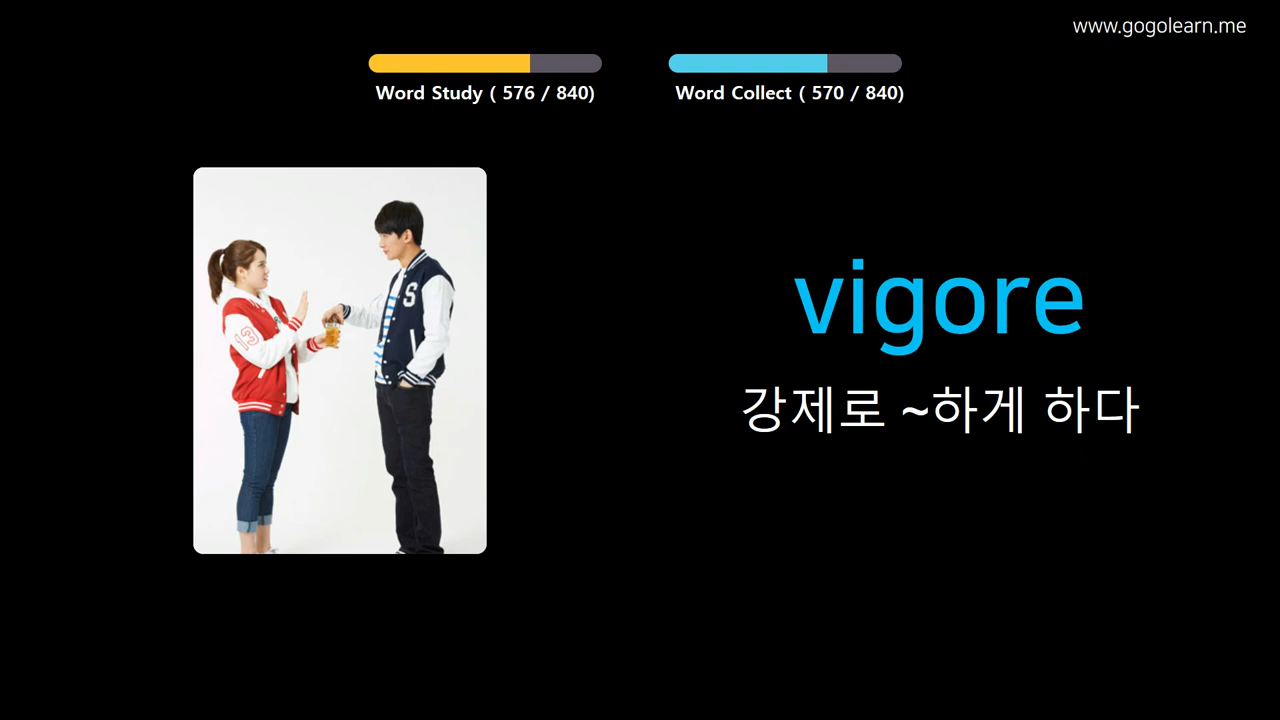 www.gogolearn.me
Word Study ( 576 / 840)
Word Collect ( 570 / 840)
13
S
vigore
강제로 ~하게 하다